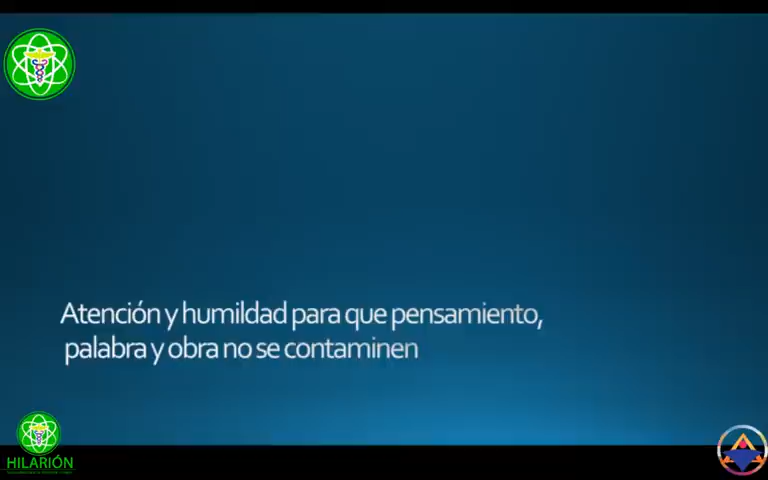 Atención y humildad para que pensamiento,
palabra y obra no se contaminen
HILARIÓN